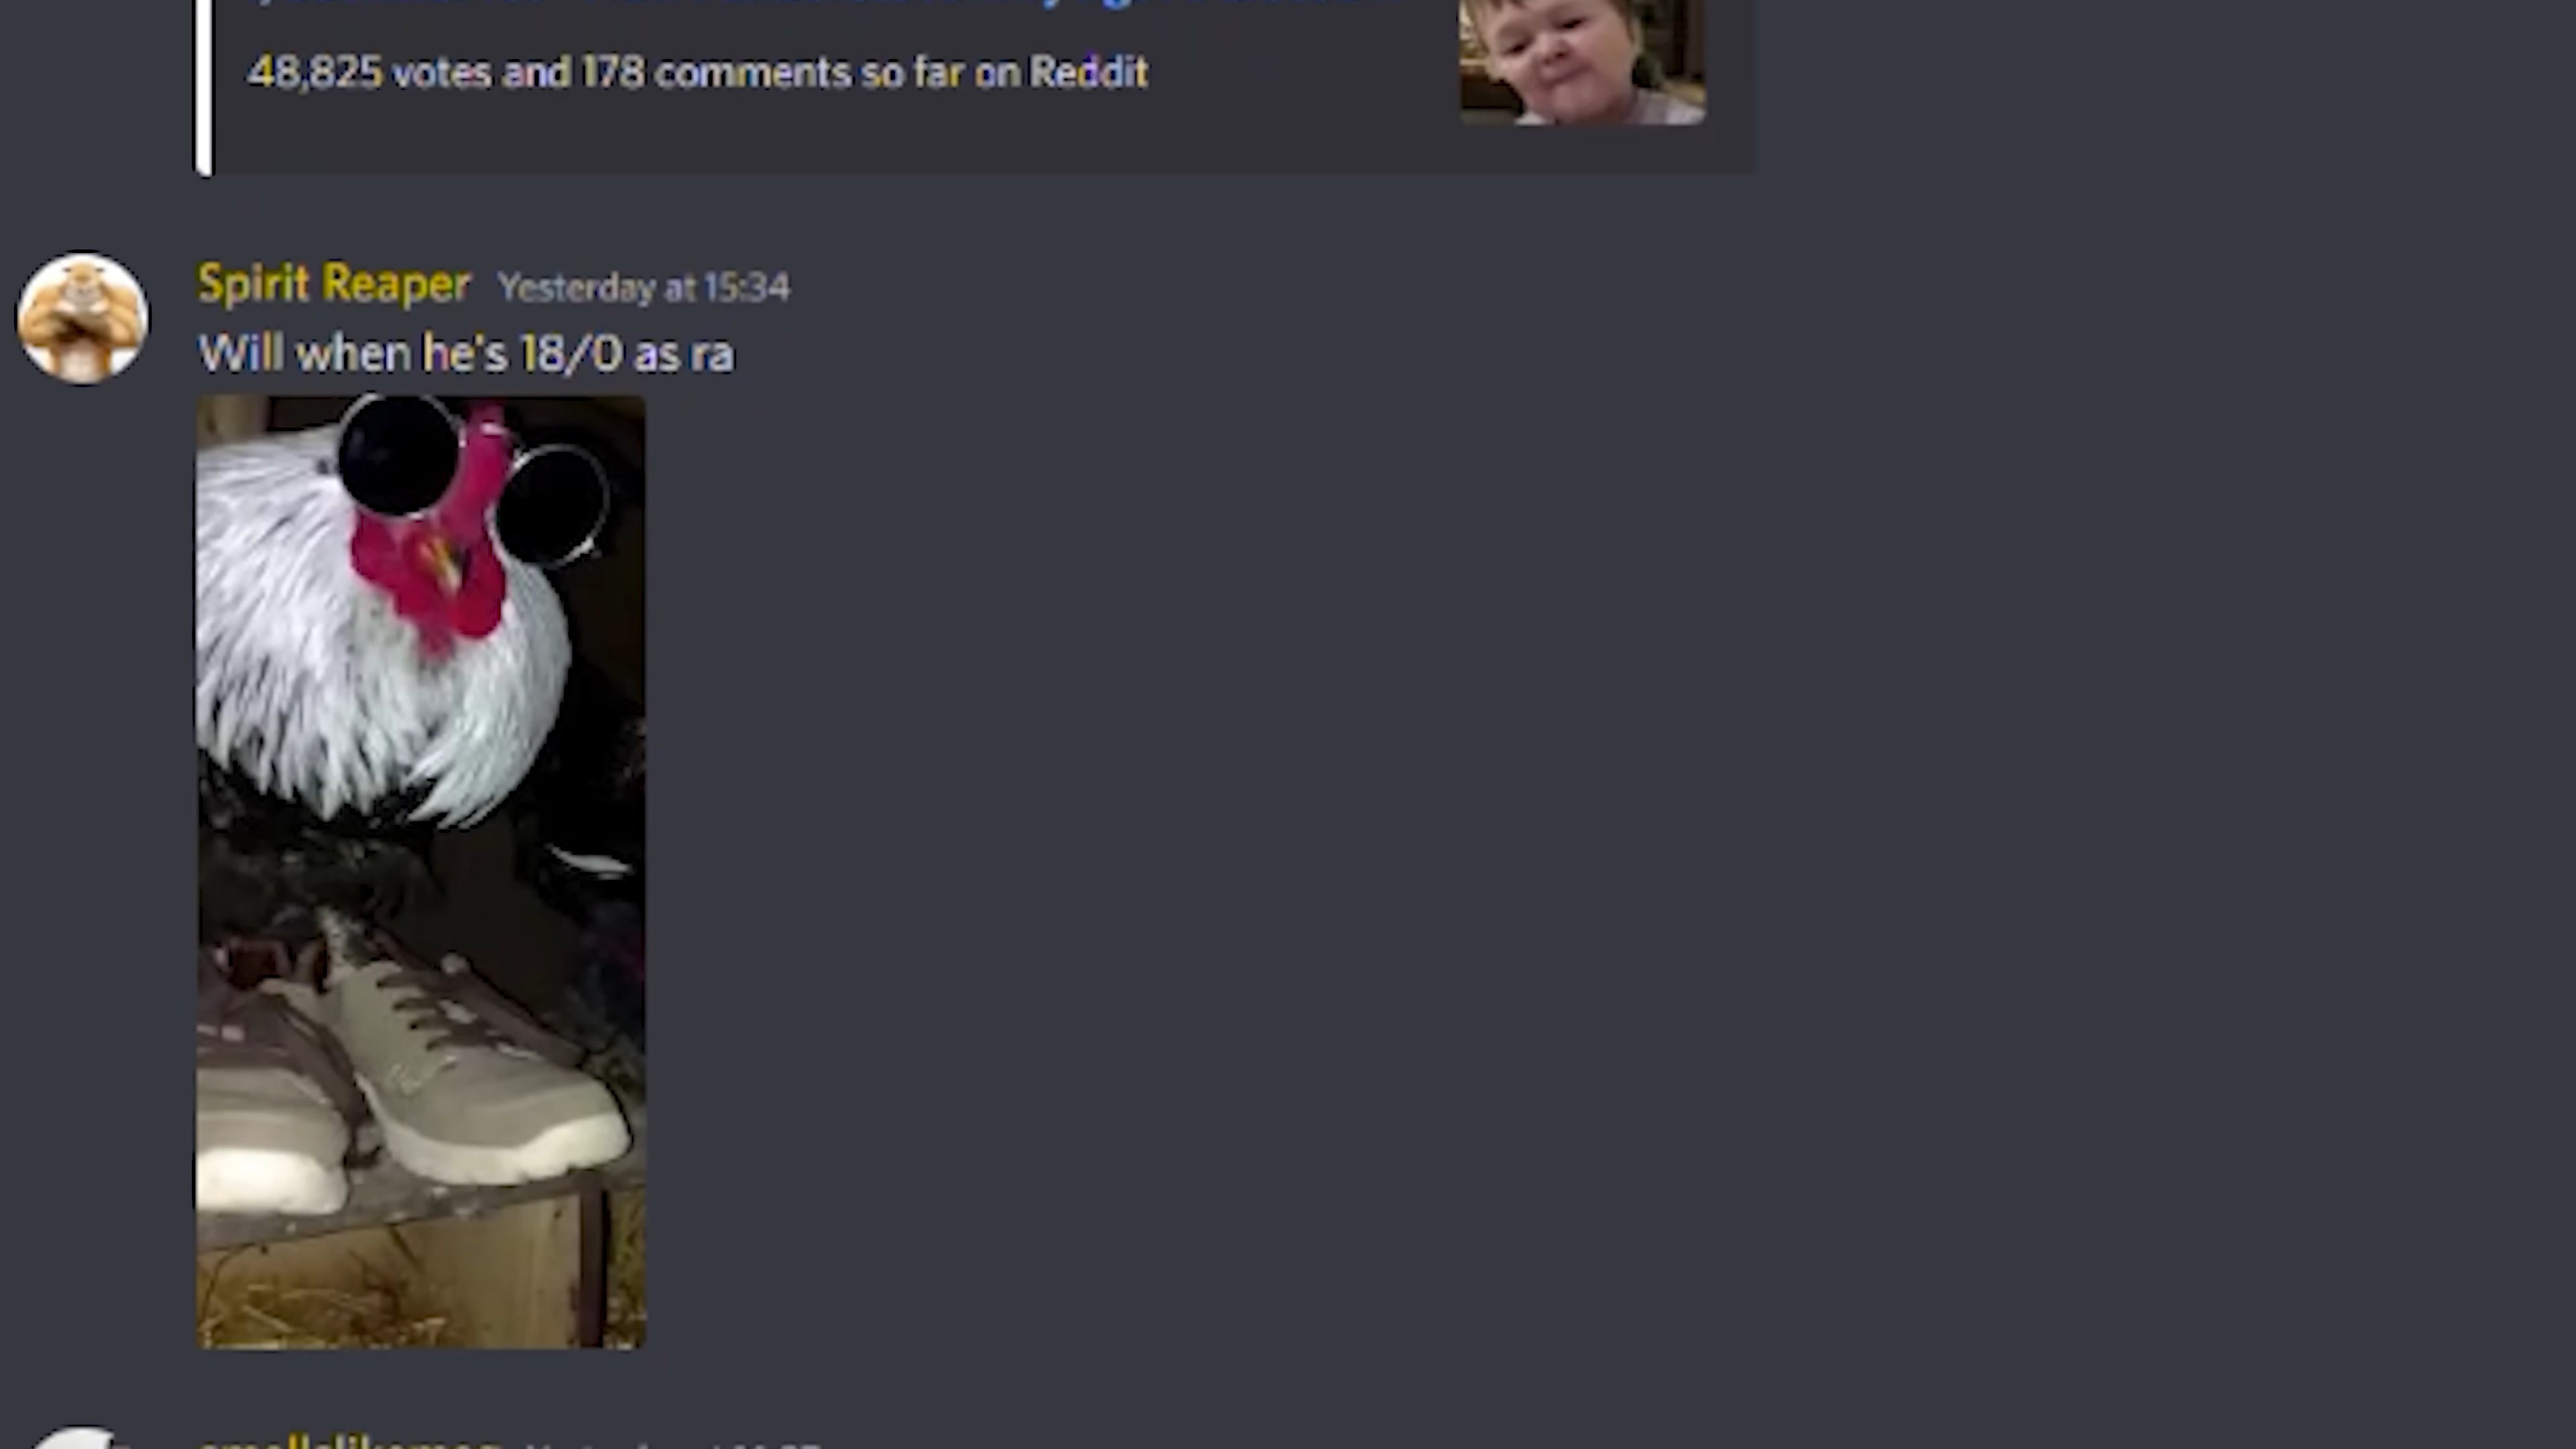 48,825 votes and 178 comments so far on Reddit
Spirit Reaper Yesterday at 15:34
Will when he's 18/0 as ra